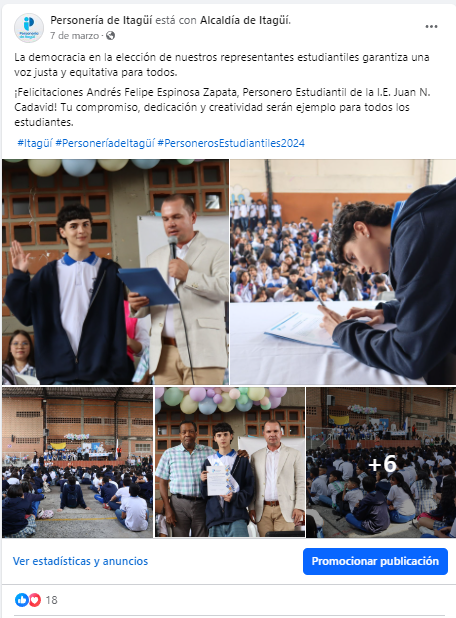 Personería de Itagüí está con Alcaldía de Itagüí.
7 de marzo ·
La democracia en la elección de nuestros representantes estudiantiles garantiza una
voz justa y equitativa para todos.
¡Felicitaciones Andrés Felipe Espinosa Zapata, Personero Estudiantil de la I.E. Juan N.
Cadavid! Tu compromiso, dedicación y creatividad serán ejemplo para todos los
estudiantes.
#Itagüí #PersoneríadeItagüí #PersonerosEstudiantiles2024
+6
Ver estadísticas y anuncios
Promocionar publicación
18